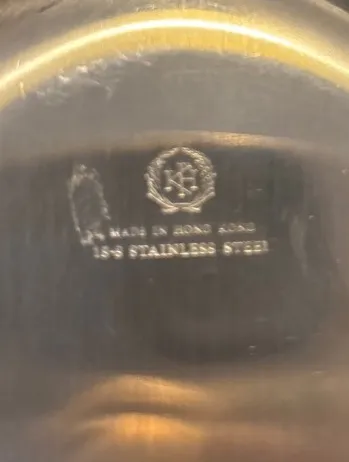 MADE IN HONG KONG
18-8 STAINLESS STEEL